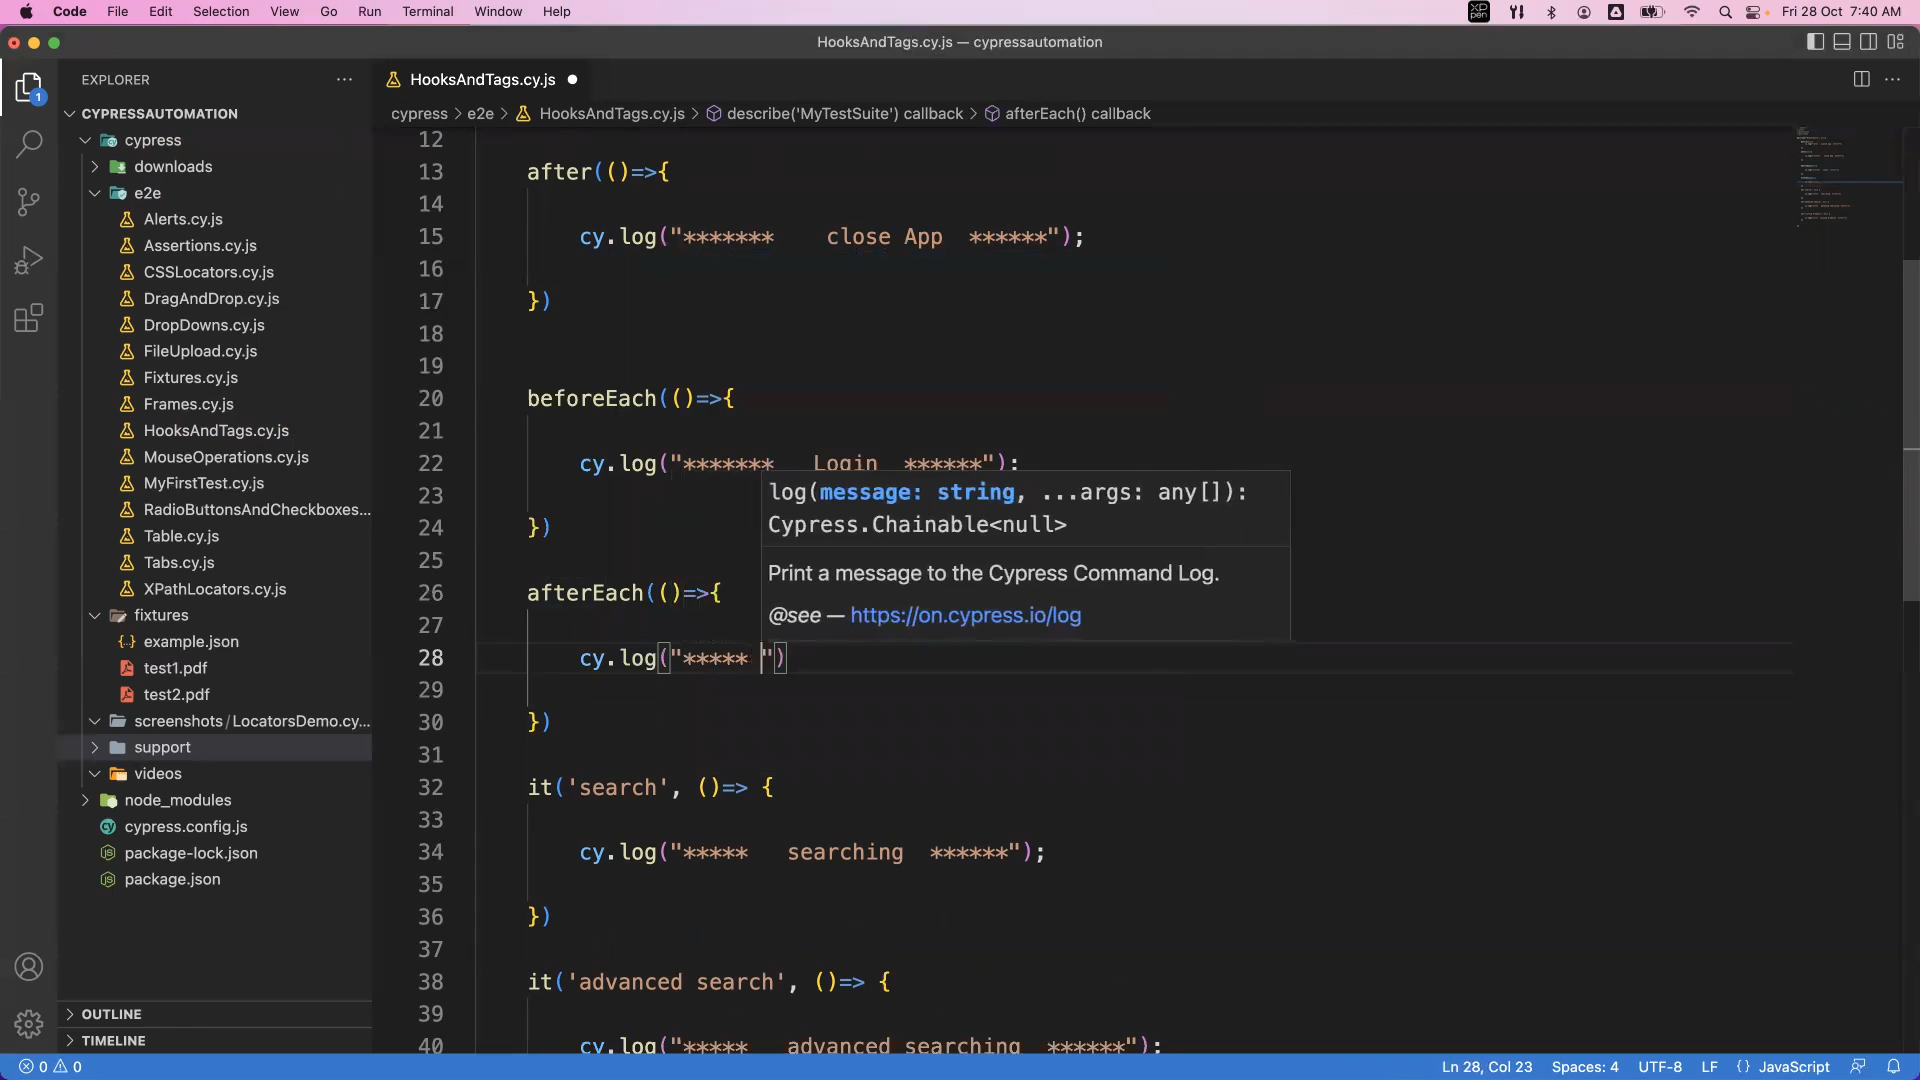 Code File Edit Selection View Go Run Terminal Window Help
XP PEN
Fri 28 Oct 7:40 AM
HooksAndTags.cy.js — cypressautomation
1
EXPLORER
CYPRESSAUTOMATION
cypress
downloads
e2e
Alerts.cy.js
Assertions.cy.js
CSSLocators.cy.js
DragAndDrop.cy.js
DropDowns.cy.js
FileUpload.cy.js
Fixtures.cy.js
Frames.cy.js
HooksAndTags.cy.js
MouseOperations.cy.js
MyFirstTest.cy.js
RadioButtonsAndCheckboxes...
Table.cy.js
Tabs.cy.js
XPathLocators.cy.js
fixtures
example.json
test1.pdf
test2.pdf
screenshots / LocatorsDemo.cy...
support
videos
node_modules
cypress.config.js
package-lock.json
package.json
OUTLINE
TIMELINE
HooksAndTags.cy.js
cypress > e2e > HooksAndTags.cy.js > describe('MyTestSuite') callback > afterEach() callback
12
13 after(()=>{
14
15 cy.log("*******    close App  ******");
16
17 })
18
19
20 beforeEach(()=>{
21
22 cy.log("*******   Login  ******");
23
24 })
25
26 afterEach(()=>{
27
28 cy.log("***** ")
29
30 })
31
32 it('search', ()=> {
33
34 cy.log("*****   searching  ******");
35
36 })
37
38 it('advanced search', ()=> {
39
40 cy.log("*****   advanced searching  ******");
log(message: string, ...args: any[]):
Cypress.Chainable<null>
Print a message to the Cypress Command Log.
@see — https://on.cypress.io/log
0 0
Ln 28, Col 23 Spaces: 4 UTF-8 LF {} JavaScript